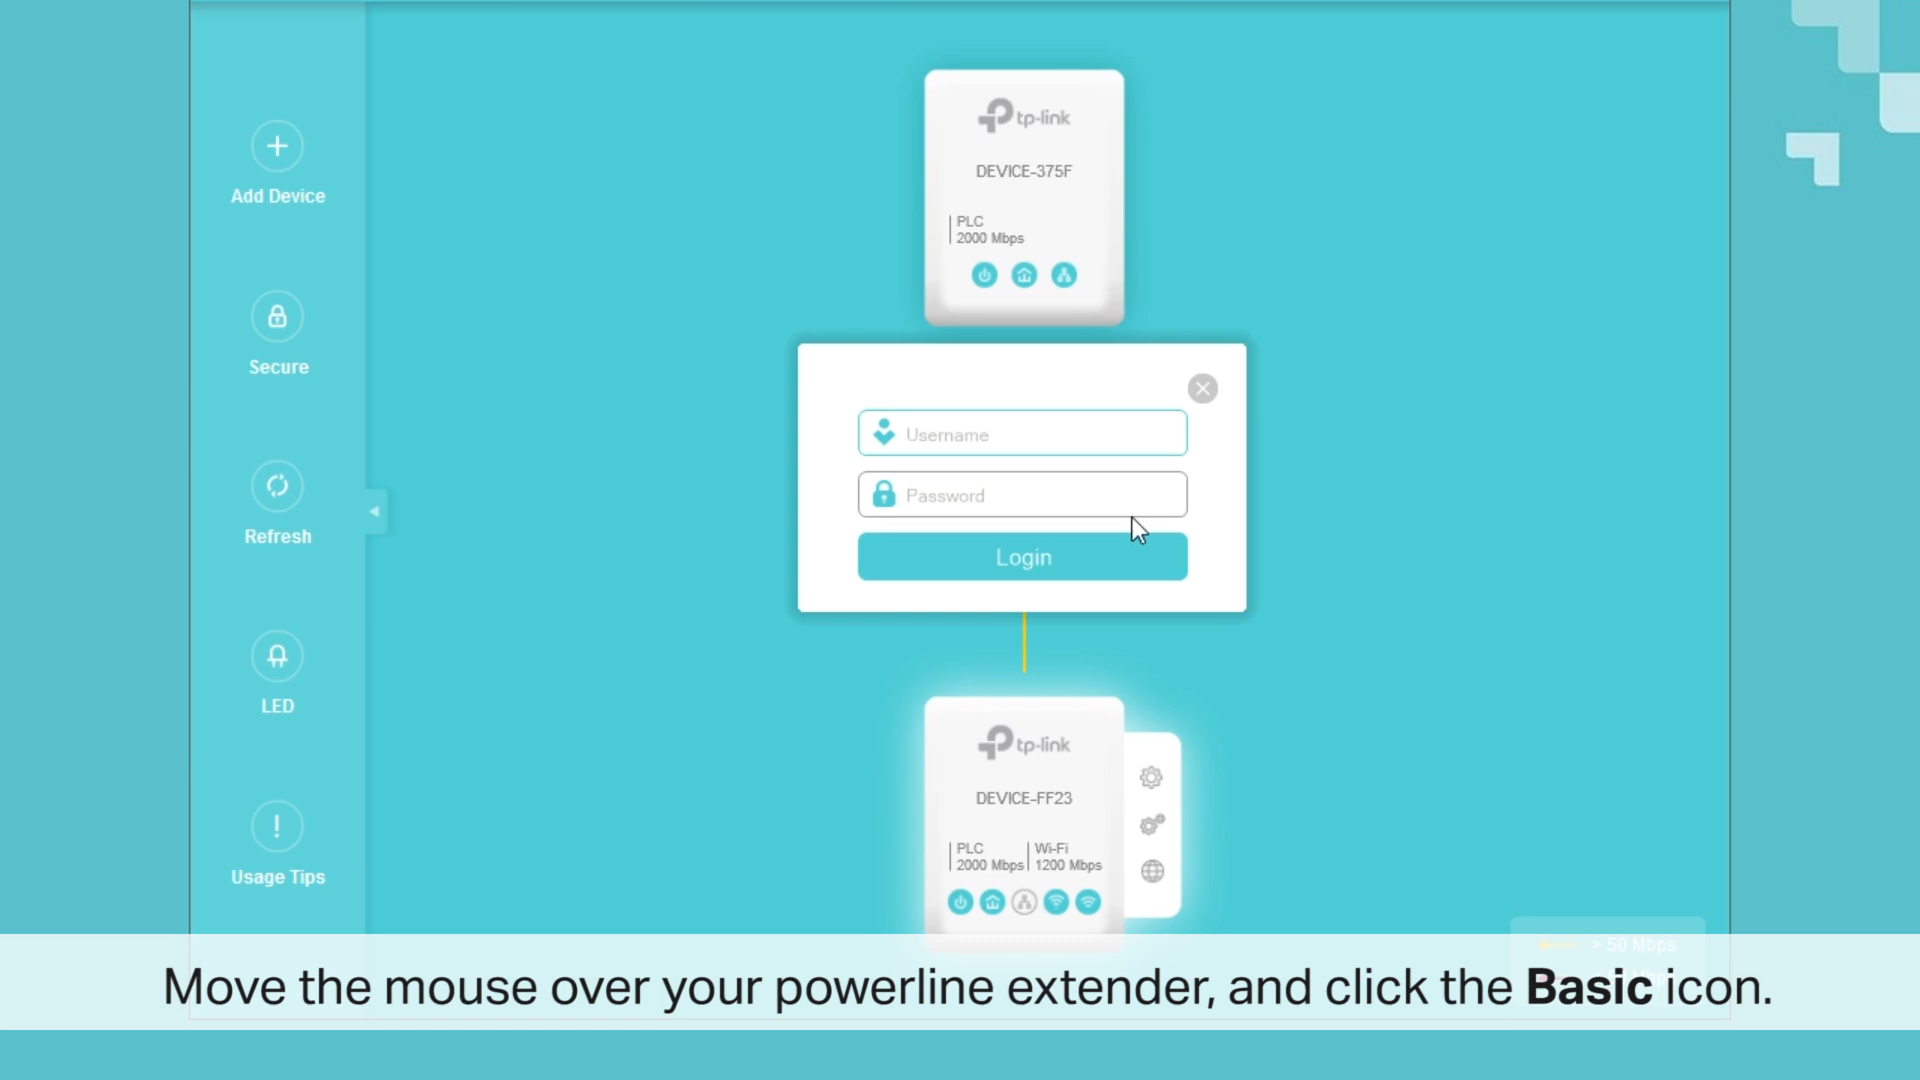 tp-link
DEVICE-375F
PLC
2000 Mbps
Add Device
Secure
Refresh
LED
Usage Tips
Username
Password
Login
tp-link
DEVICE-FF23
PLC
2000 Mbps
Wi-Fi
1200 Mbps
> 50 Mbps
Move the mouse over your powerline extender, and click the Basic icon.